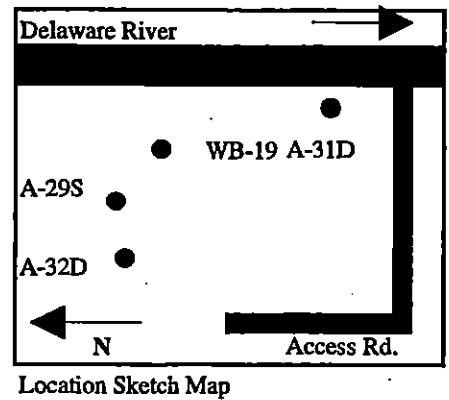 Delaware River
WB-19 A-31D
A-29S
A-32D
N
Access Rd.
Location Sketch Map